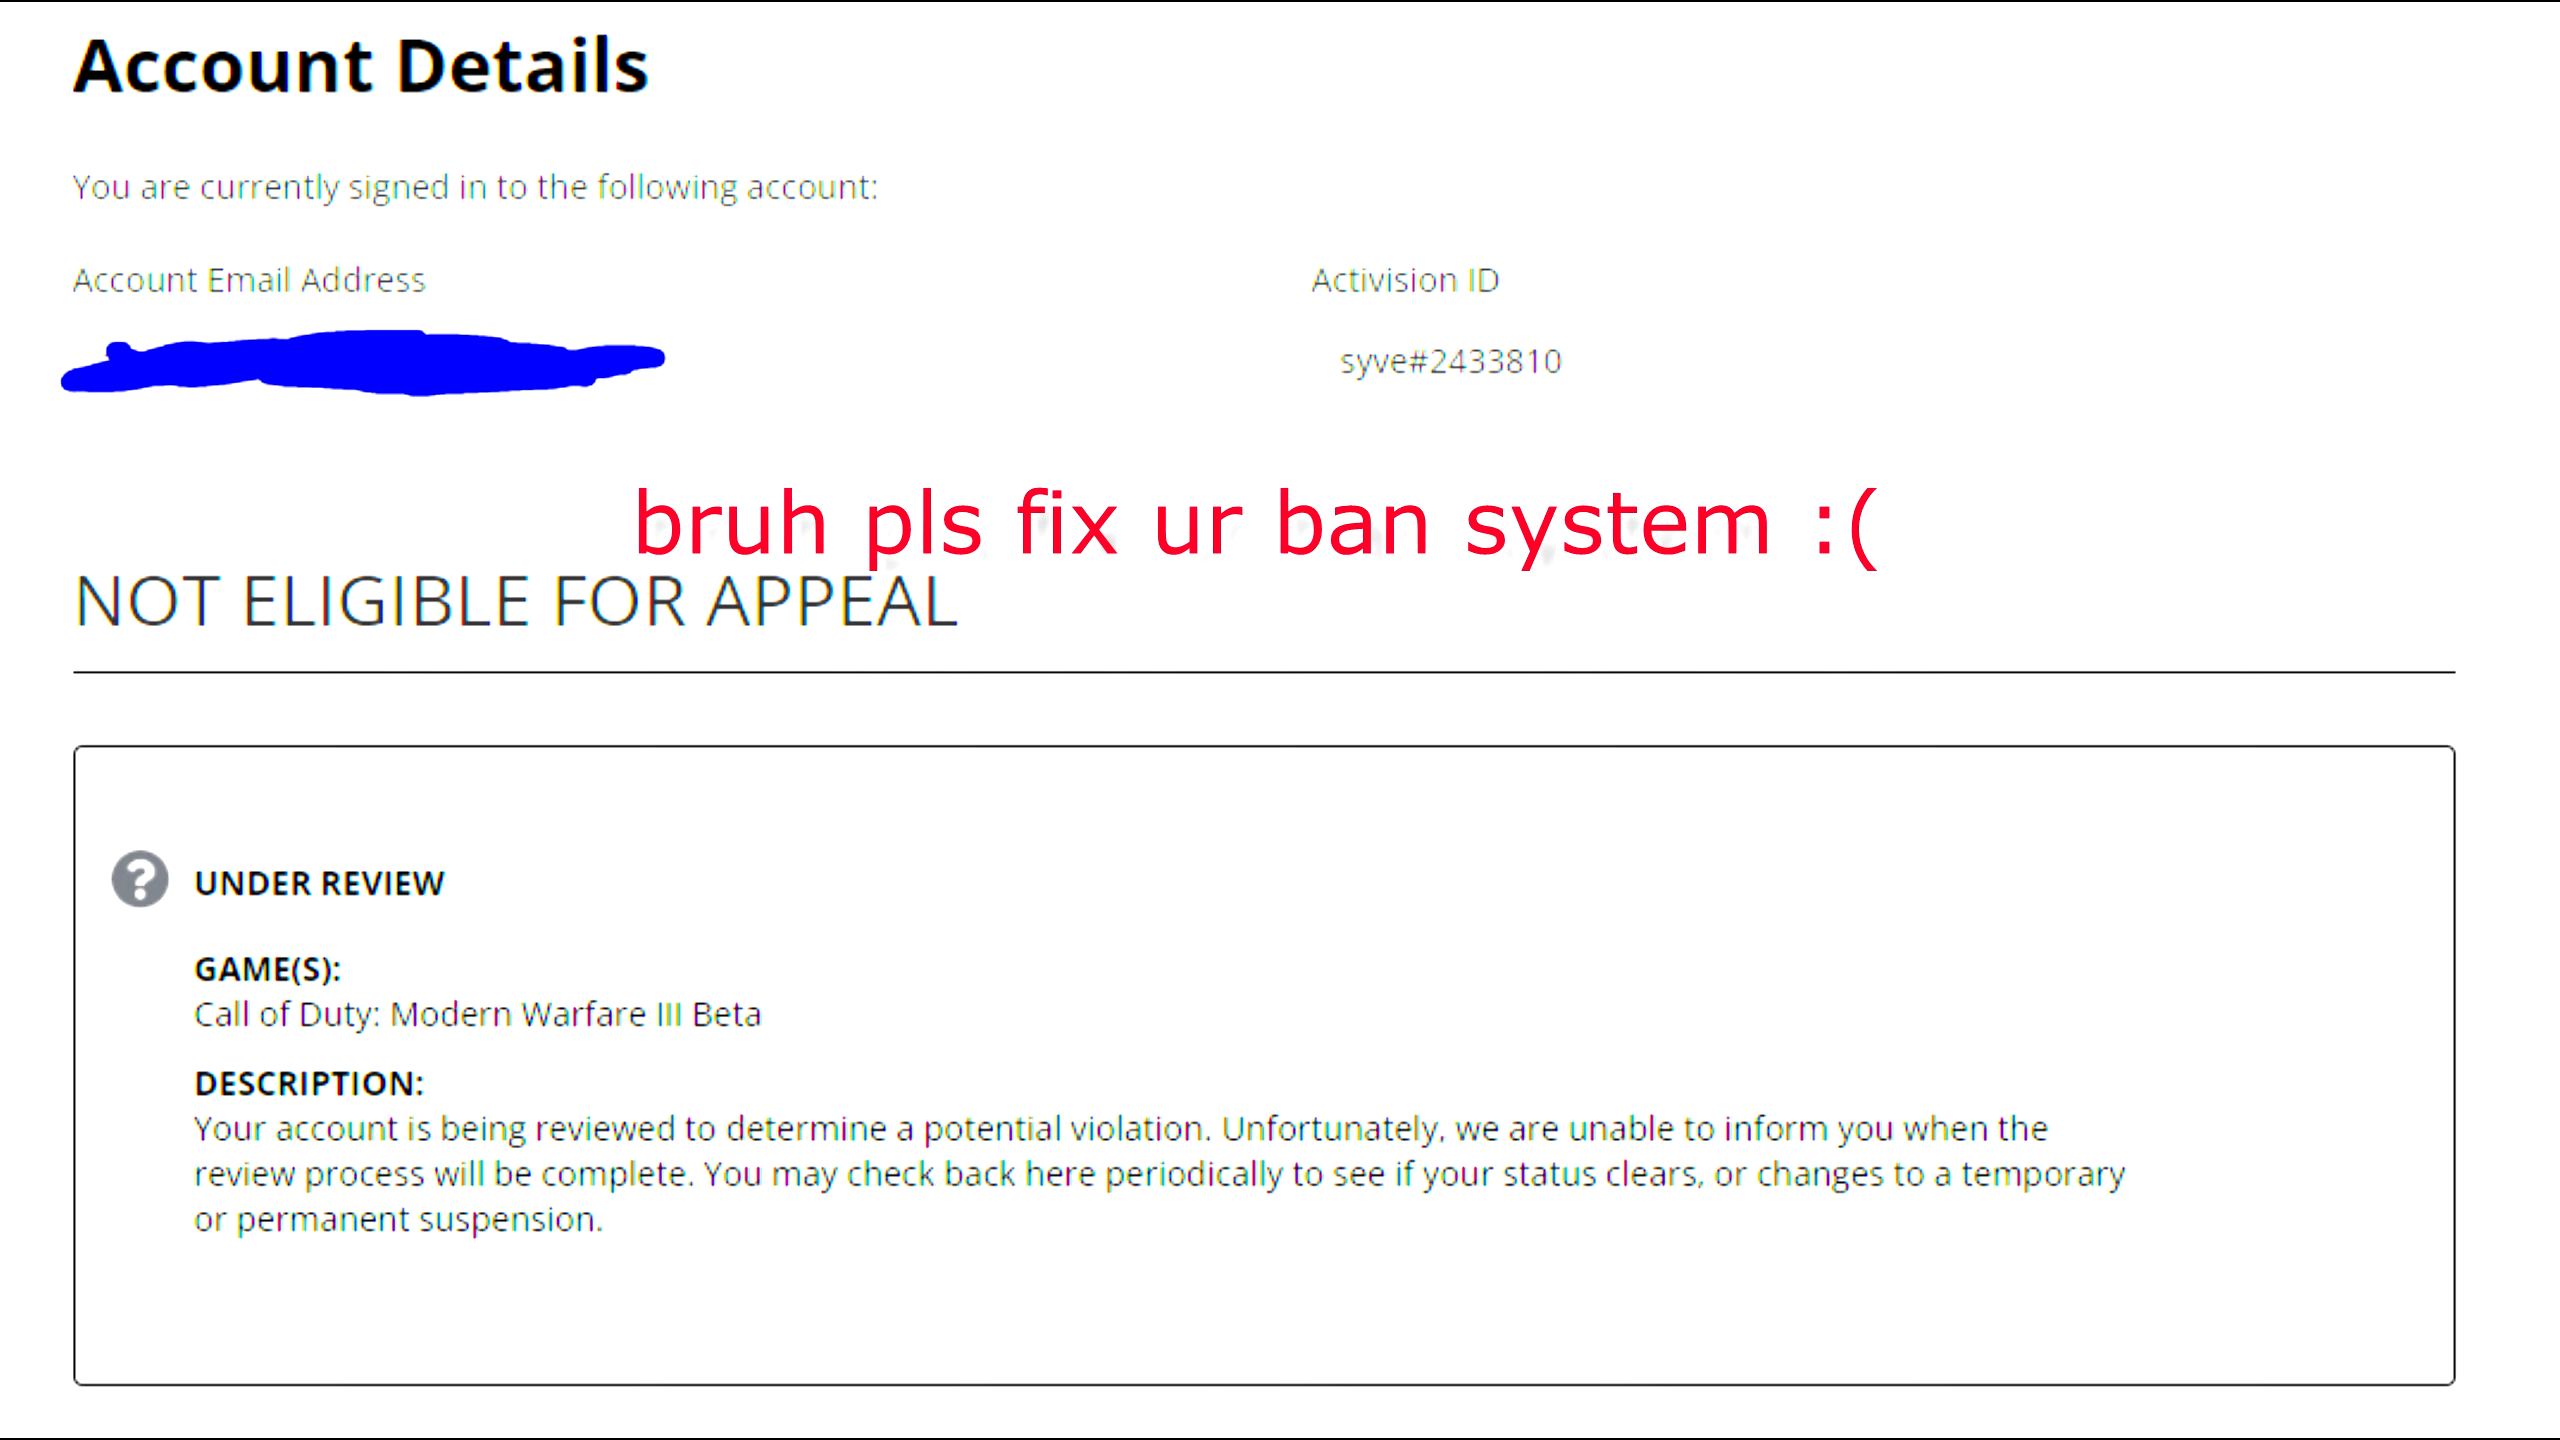 Account Details
You are currently signed in to the following account:
Account Email Address
Activision ID
syve#2433810
bruh pls fix ur ban system :(
NOT ELIGIBLE FOR APPEAL
UNDER REVIEW
GAME(S):
Call of Duty: Modern Warfare III Beta
DESCRIPTION:
Your account is being reviewed to determine a potential violation. Unfortunately, we are unable to inform you when the
review process will be complete. You may check back here periodically to see if your status clears, or changes to a temporary
or permanent suspension.